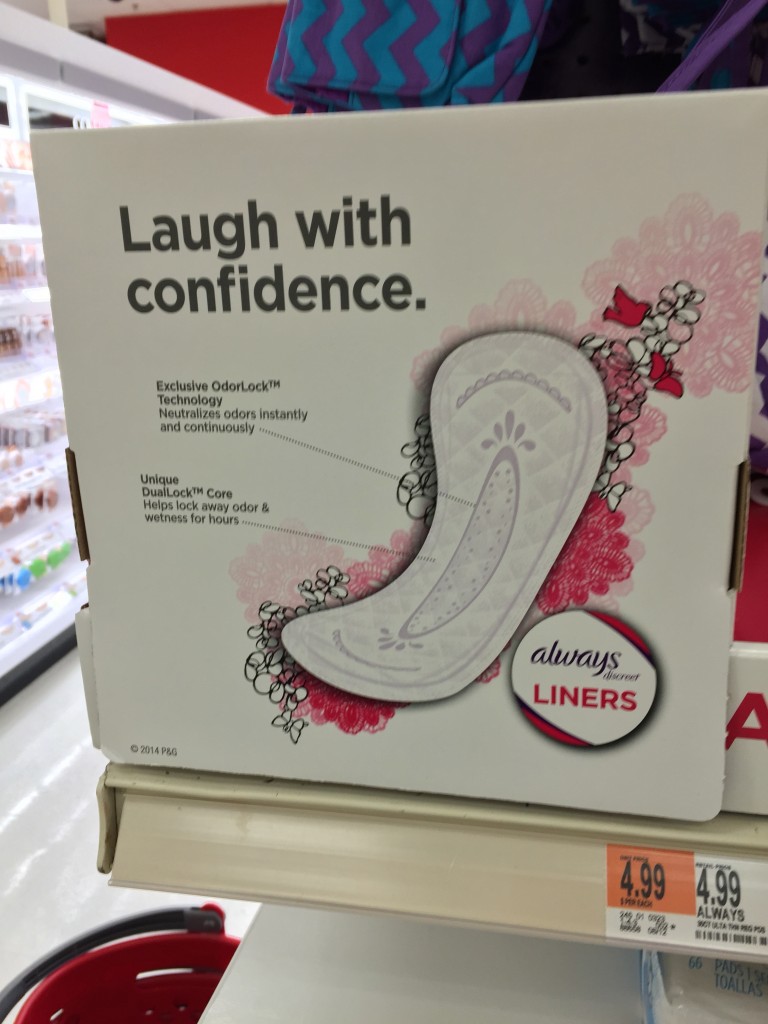 Laugh with
confidence.
Exclusive OdorLock™
Technology
Neutralizes odors instantly
and continuously
Unique
DualLock™ Core
Helps lock away odor &
wetness for hours
always
discreet
LINERS
© 2014 P&G
A
4.99
4.99
ALWAYS
66
PADS
TOALLAS